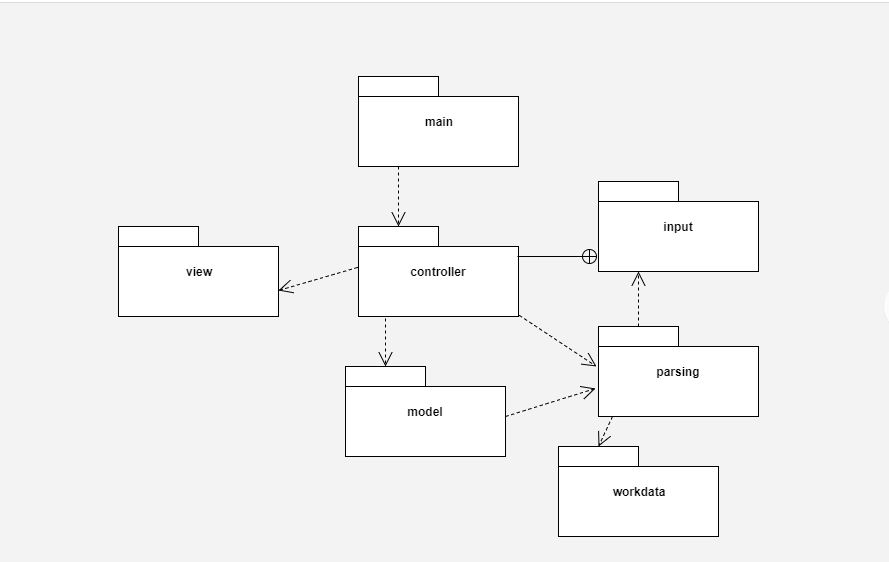 main
input
view
controller
parsing
model
workdata